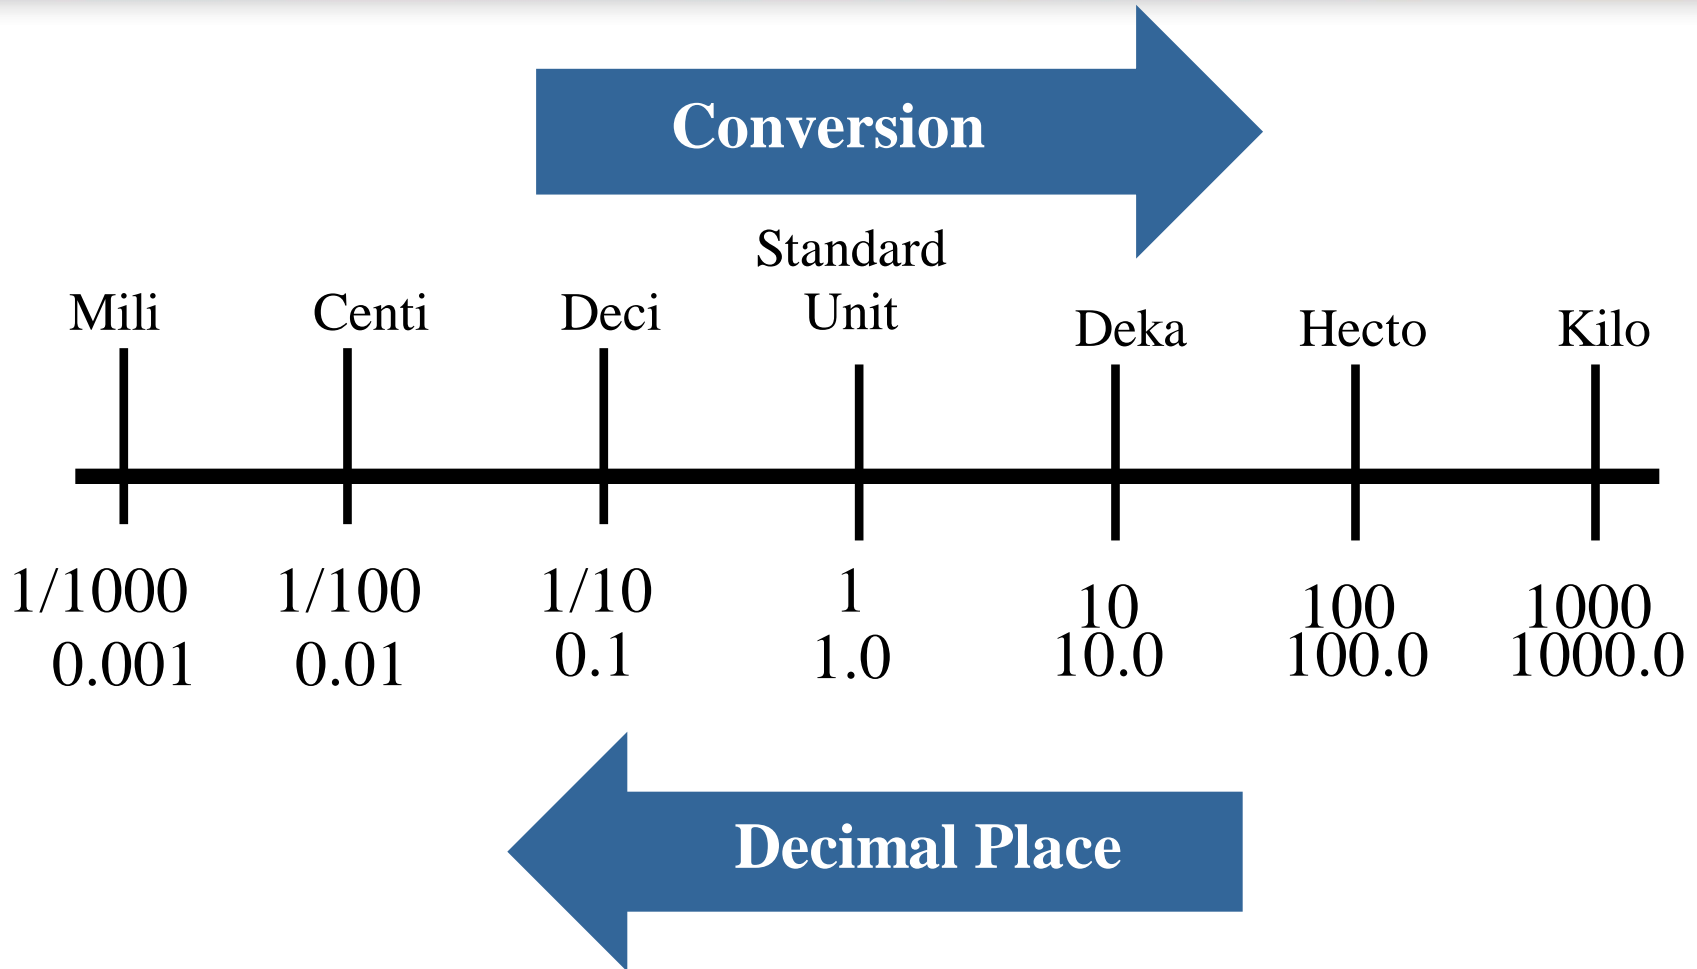 Conversion
Standard
Unit
Mili
Centi
Deci
Deka
Hecto
Kilo
1/1000
1/100
1/10
1
10
100
1000
0.001
0.01
0.1
1.0
10.0
100.0
1000.0
Decimal Place